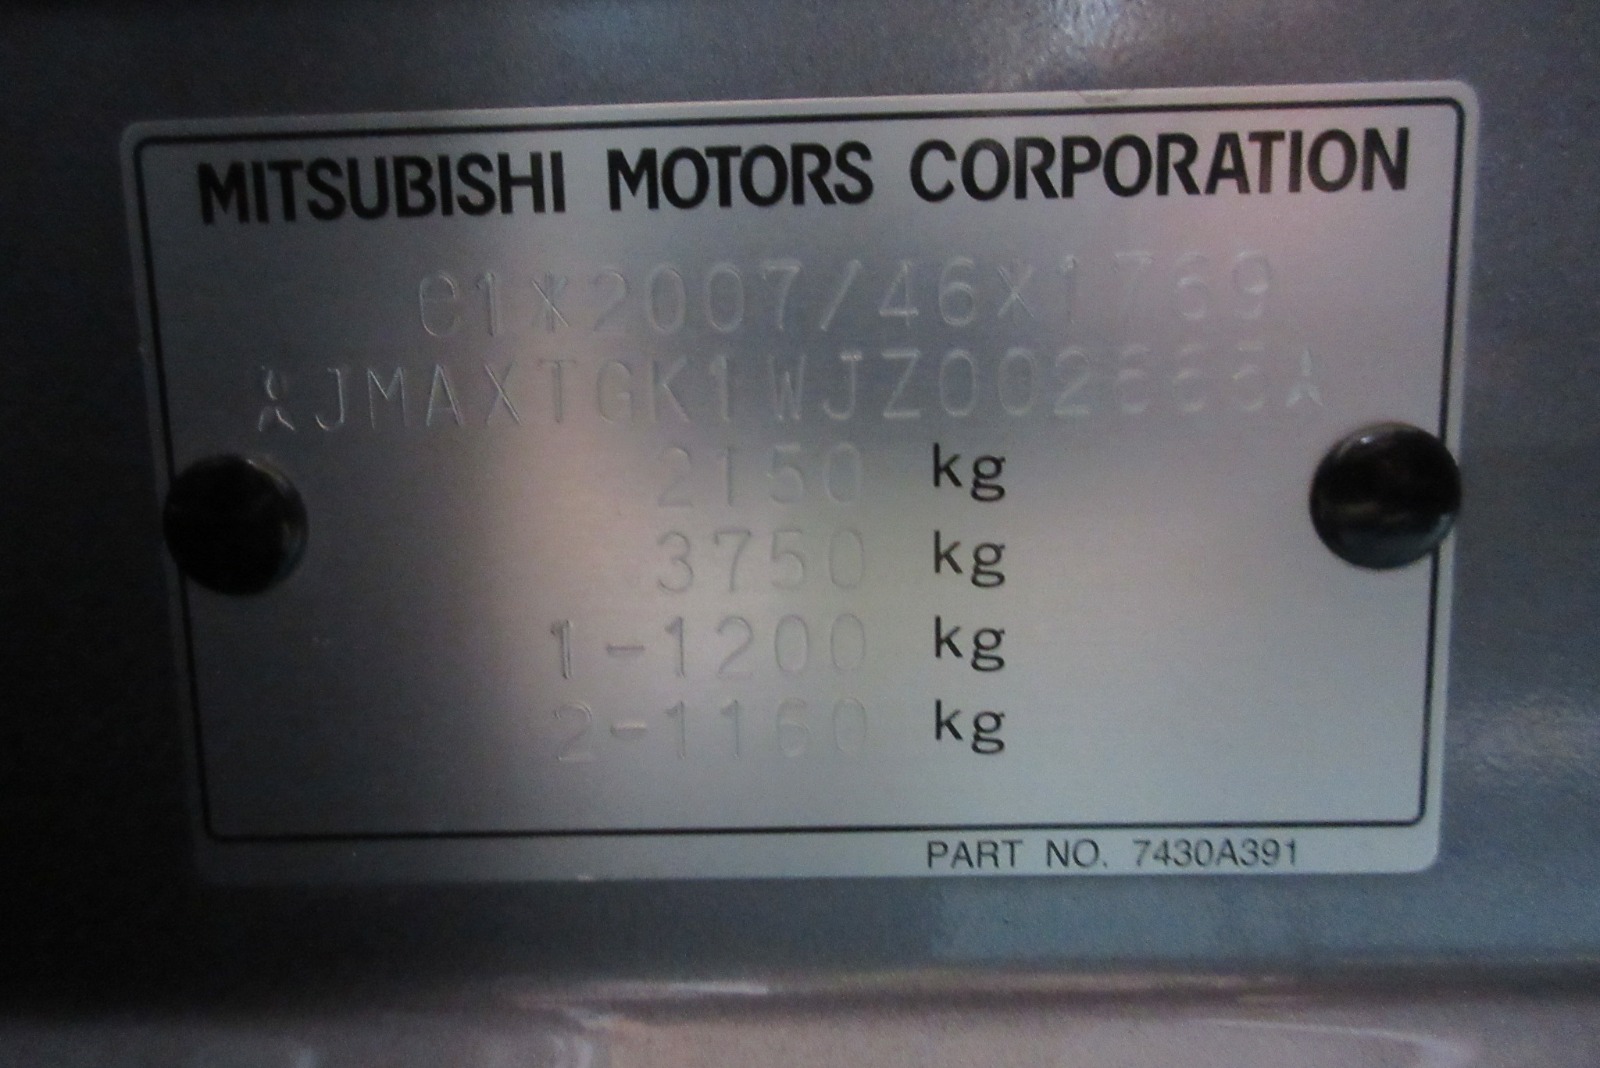 MITSUBISHI MOTORS CORPORATION
e1*2007/46*1769
JMAXTGK1WJZ002665
2150 kg
3750 kg
1-1200 kg
2-1160 kg
PART NO. 7430A391